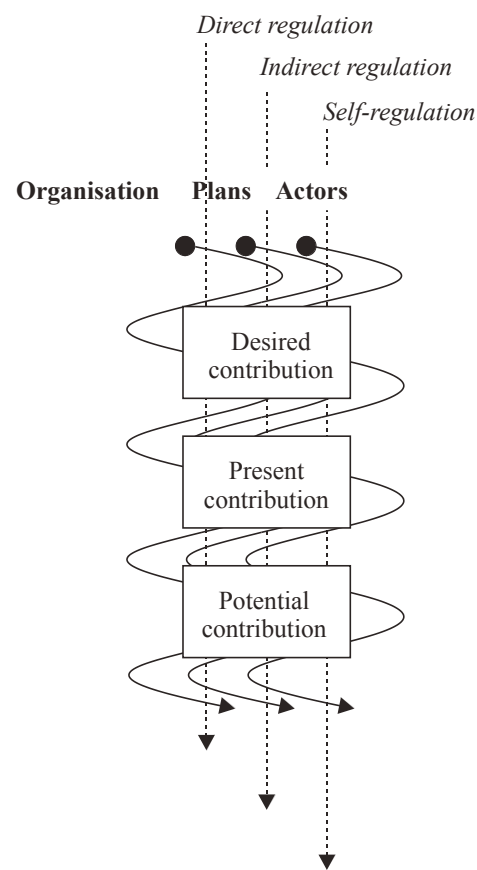 Direct regulation
Indirect regulation
Self-regulation
Organisation Plans Actors
Desired
contribution
Present
contribution
Potential
contribution